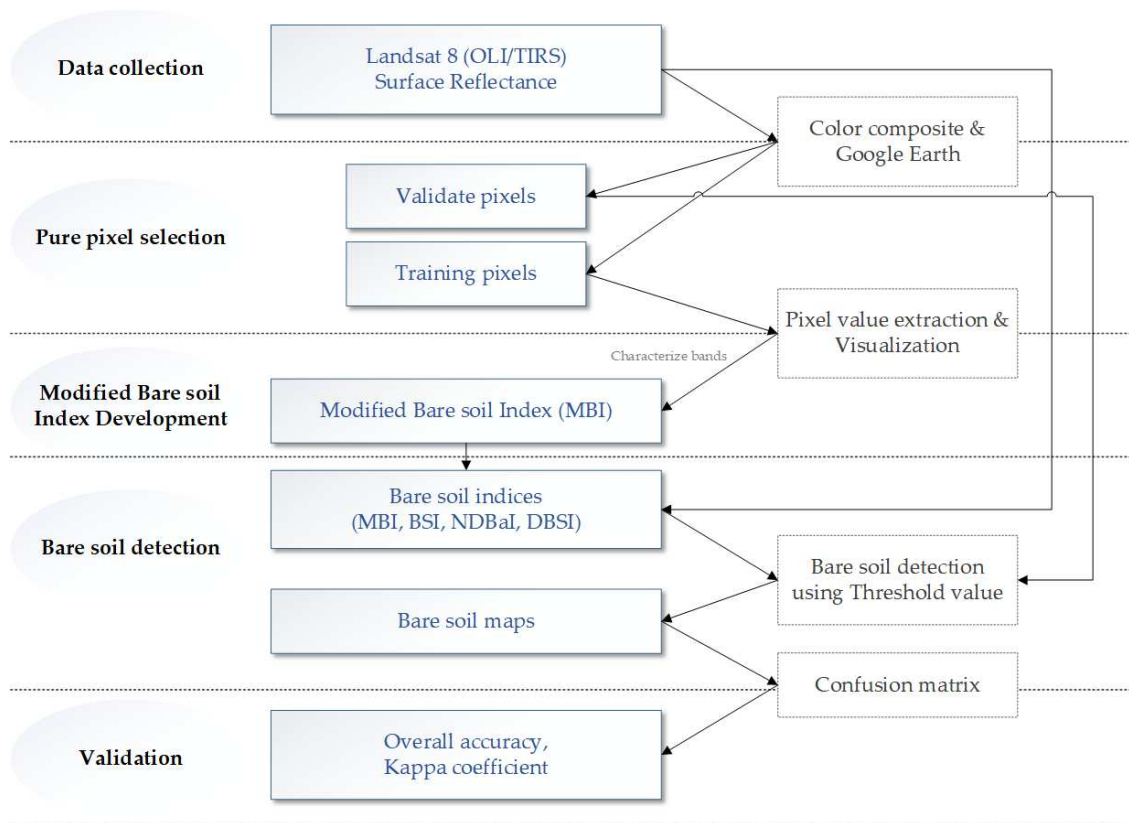 Data collection
Landsat 8 (OLI/TIRS)
Surface Reflectance
Color composite &
Google Earth
Pure pixel selection
Validate pixels
Training pixels
Pixel value extraction &
Visualization
Characterize bands
Modified Bare soil
Index Development
Modified Bare soil Index (MBI)
Bare soil detection
Bare soil indices
(MBI, BSI, NDBaI, DBSI)
Bare soil detection
using Threshold value
Bare soil maps
Confusion matrix
Validation
Overall accuracy,
Kappa coefficient